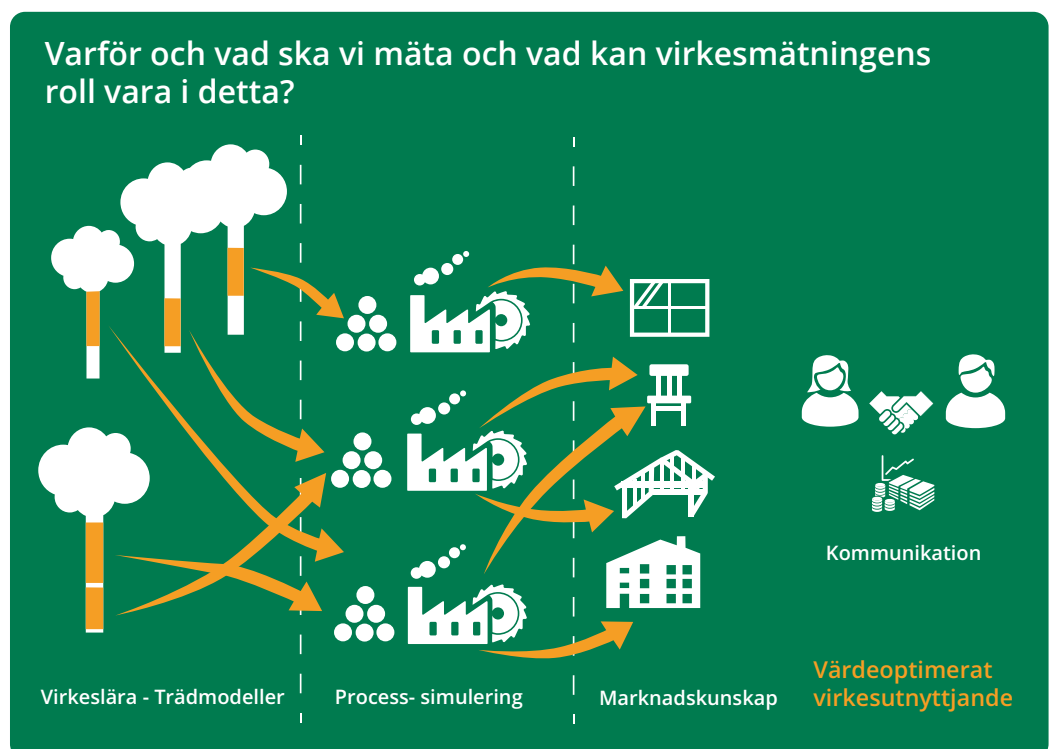 Varför och vad ska vi mäta och vad kan virkesmätningens
roll vara i detta?
Kommunikation
Virkeslära - Trädmodeller
Process- simulering
Marknadskunskap
Värdeoptimerat
virkesutnyttjande